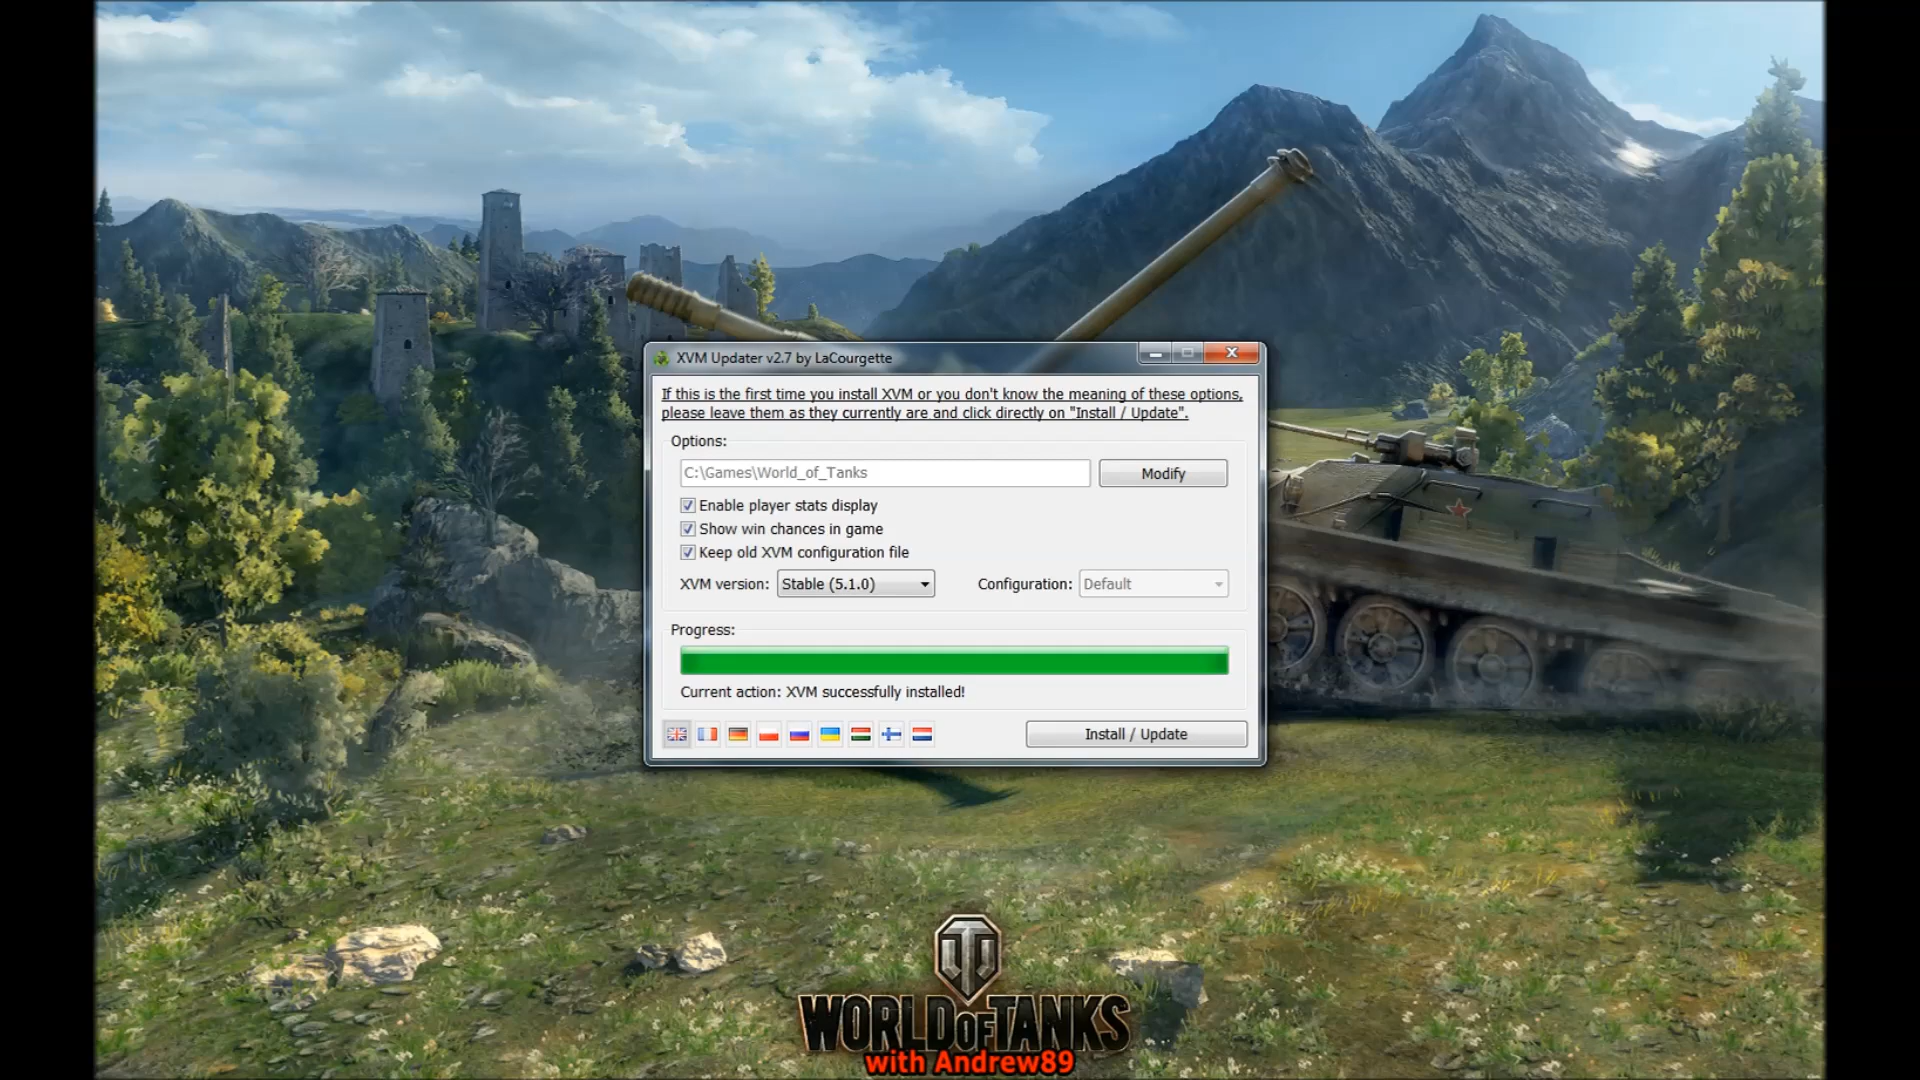 XVM Updater v2.7 by LaCourgette
If this is the first time you install XVM or you don't know the meaning of these options,
please leave them as they currently are and click directly on "Install / Update".
Options:
C:\Games\World_of_Tanks
Modify
Enable player stats display
Show win chances in game
Keep old XVM configuration file
XVM version: Stable (5.1.0) Configuration: Default
Progress:
Current action: XVM successfully installed!
Install / Update
WORLD OF TANKS
with Andrew89